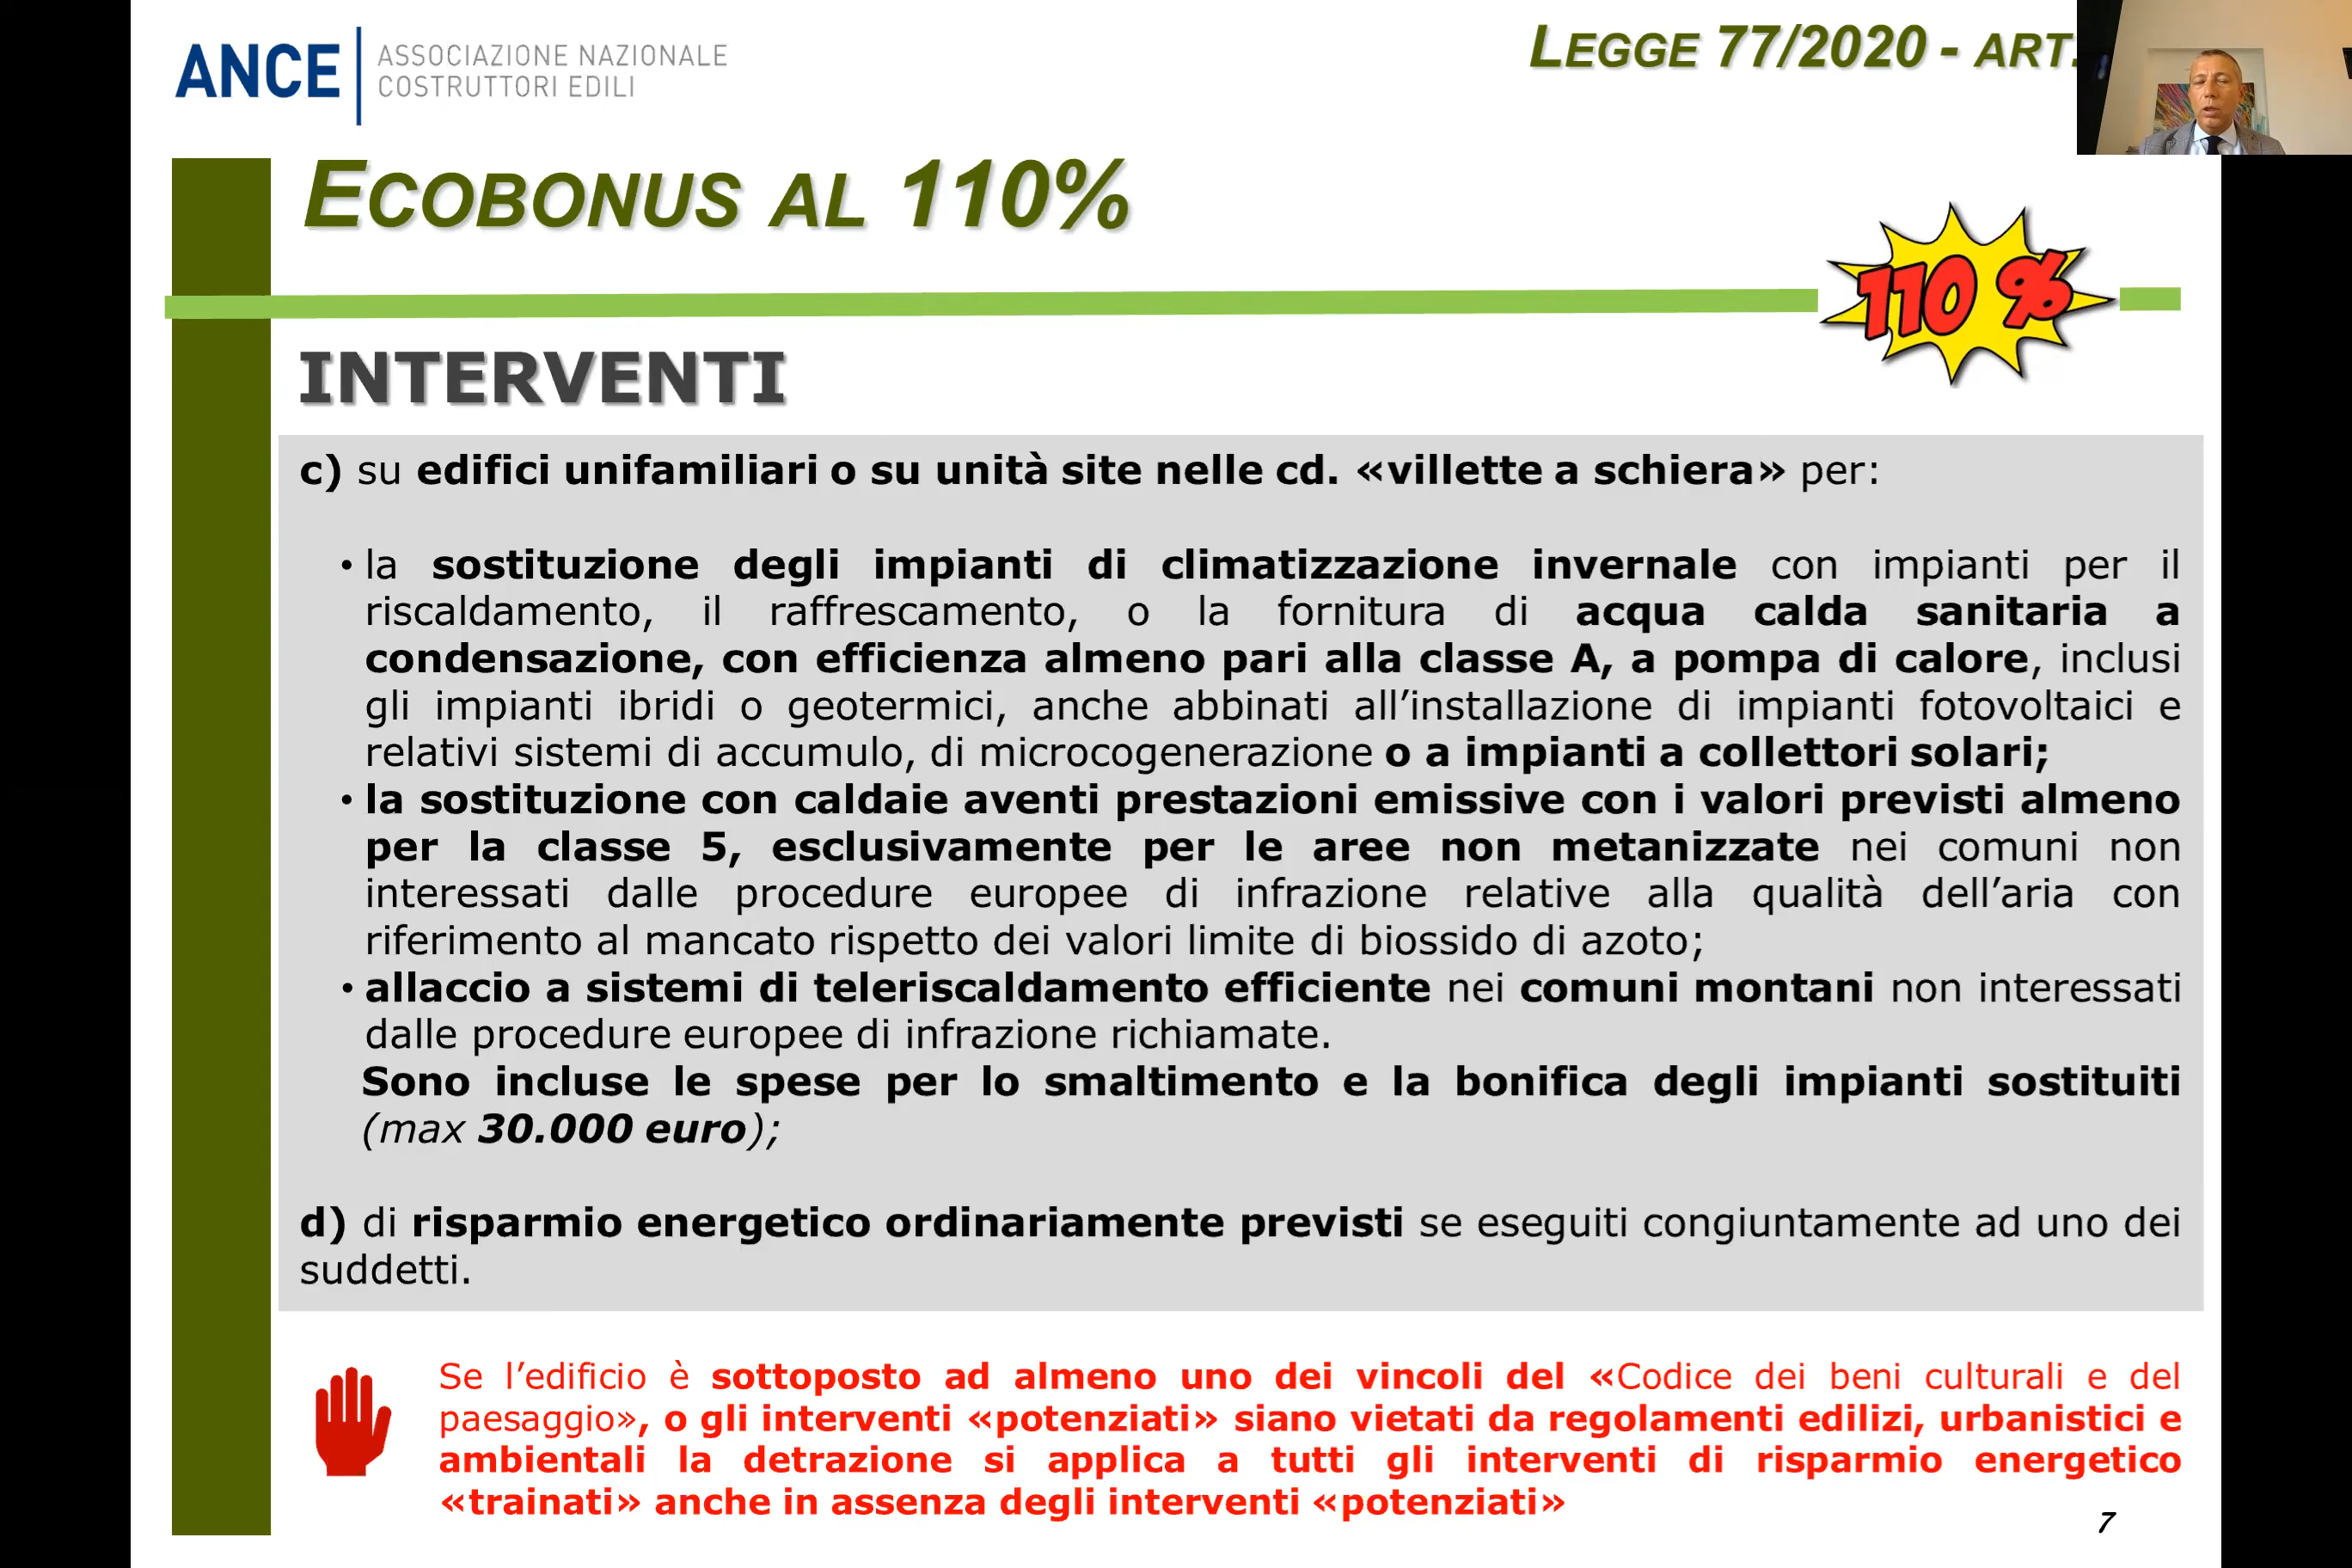 ANCE
ASSOCIAZIONE NAZIONALE
COSTRUTTORI EDILI
LEGGE 77/2020 - ART.
ECOBONUS AL 110%
110 %
INTERVENTI
c) su edifici unifamiliari o su unità site nelle cd. «villette a schiera» per:
• la sostituzione degli impianti di climatizzazione invernale con impianti per il
riscaldamento, il raffrescamento, o la fornitura di acqua calda sanitaria a
condensazione, con efficienza almeno pari alla classe A, a pompa di calore, inclusi
gli impianti ibridi o geotermici, anche abbinati all’installazione di impianti fotovoltaici e
relativi sistemi di accumulo, di microcogenerazione o a impianti a collettori solari;
• la sostituzione con caldaie aventi prestazioni emissive con i valori previsti almeno
per la classe 5, esclusivamente per le aree non metanizzate nei comuni non
interessati dalle procedure europee di infrazione relative alla qualità dell’aria con
riferimento al mancato rispetto dei valori limite di biossido di azoto;
• allaccio a sistemi di teleriscaldamento efficiente nei comuni montani non interessati
dalle procedure europee di infrazione richiamate.
Sono incluse le spese per lo smaltimento e la bonifica degli impianti sostituiti
(max 30.000 euro);
d) di risparmio energetico ordinariamente previsti se eseguiti congiuntamente ad uno dei
suddetti.
Se l’edificio è sottoposto ad almeno uno dei vincoli del «Codice dei beni culturali e del
paesaggio», o gli interventi «potenziati» siano vietati da regolamenti edilizi, urbanistici e
ambientali la detrazione si applica a tutti gli interventi di risparmio energetico
«trainati» anche in assenza degli interventi «potenziati»
7